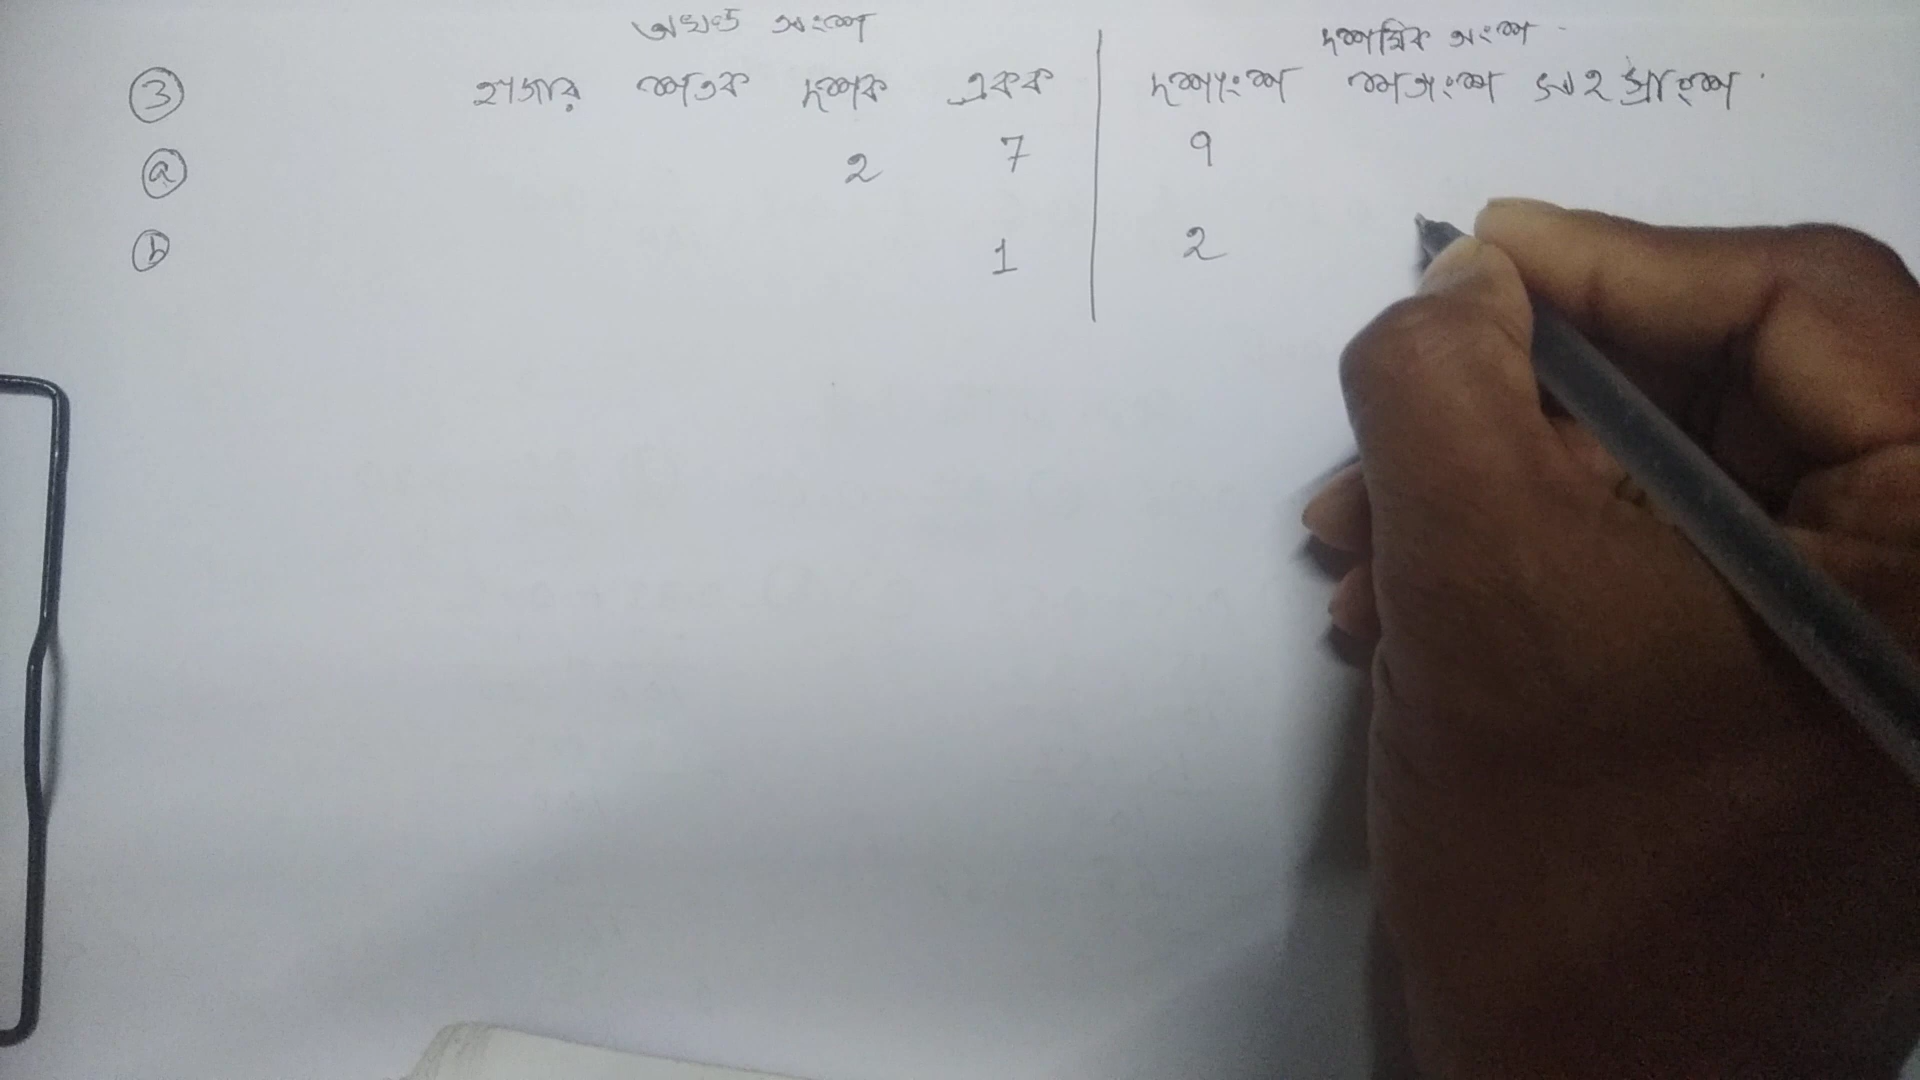 অখণ্ড অংশ দশমিক অংশ
3 হাজার শতক দশক একক দশাংশ শতাংশ সহস্রাংশ
a 2 7 9
b 1 2